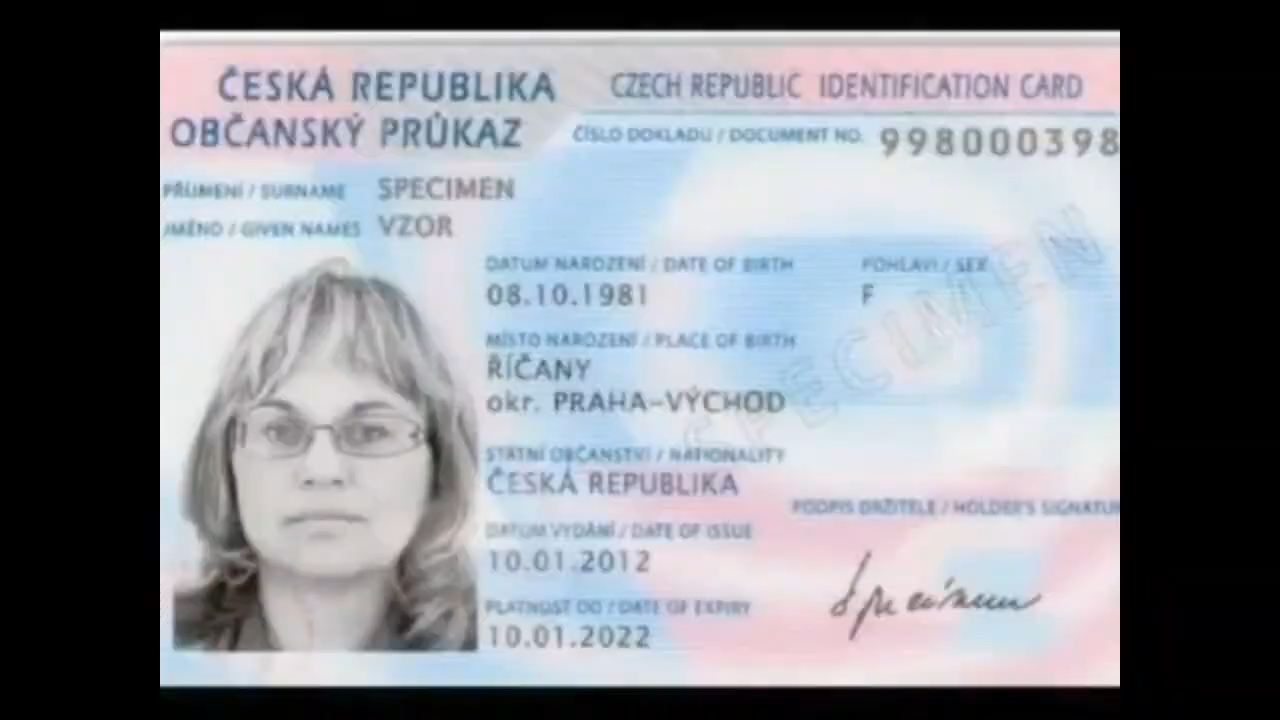 ČESKÁ REPUBLIKA
CZECH REPUBLIC IDENTIFICATION CARD
OBČANSKÝ PRŮKAZ
ČÍSLO DOKLADU / DOCUMENT NO. 998000398
PŘÍJMENÍ / SURNAME SPECIMEN
JMÉNO / GIVEN NAMES VZOR
DATUM NAROZENÍ / DATE OF BIRTH
POHLAVÍ / SEX
08.10.1981
F
MÍSTO NAROZENÍ / PLACE OF BIRTH
ŘÍČANY
okr. PRAHA-VÝCHOD
SPECIMEN
STÁTNÍ OBČANSTVÍ / NATIONALITY
ČESKÁ REPUBLIKA
PODPIS DRŽITELE / HOLDER'S SIGNATUR
DATUM VYDÁNÍ / DATE OF ISSUE
10.01.2012
Specimen
PLATNOST DO / DATE OF EXPIRY
10.01.2022